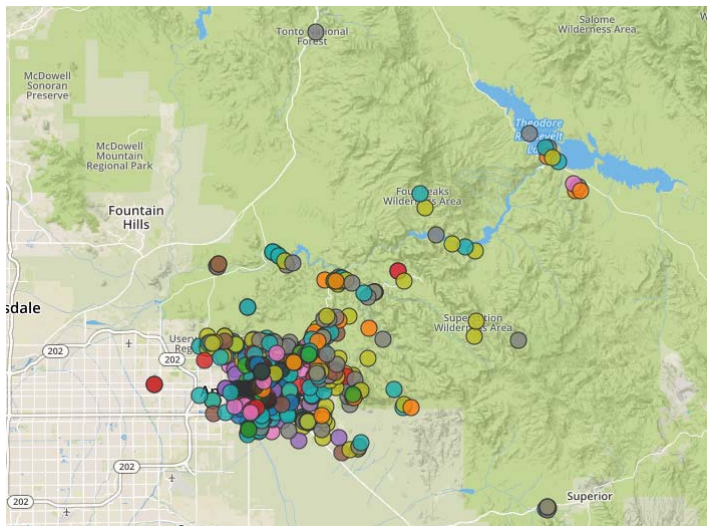 Tonto National
Forest
Salome
Wilderness Area
McDowell
Sonoran
Preserve
Theodore
Roosevelt
McDowell
Mountain
Regional Park
Four Peaks
Wilderness Area
Fountain
Hills
sdale
Superstition
Wilderness Area
202
202
Ap
202
202
Superior